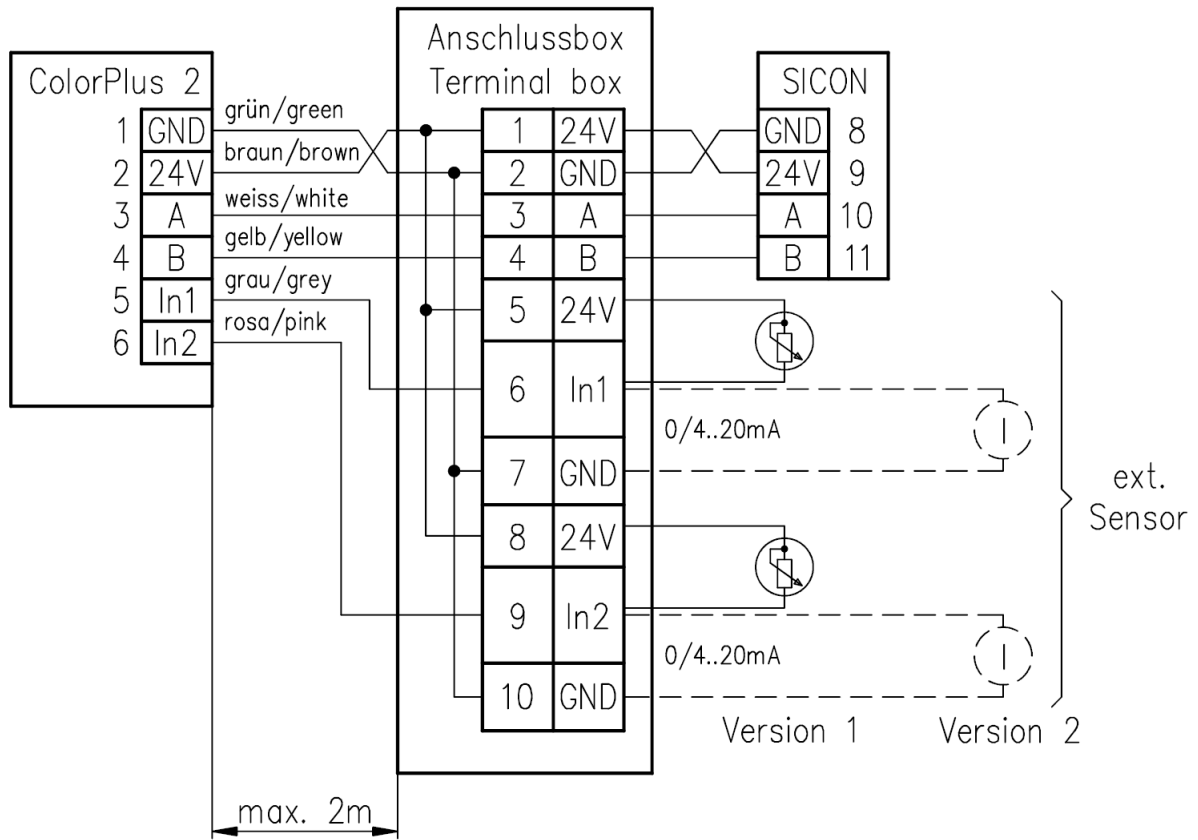 Anschlussbox
Terminal box
ColorPlus 2
SICON
1 GND grün/green
2 24V braun/brown
3 A weiss/white
4 B gelb/yellow
5 In1 grau/grey
6 In2 rosa/pink
1 24V
2 GND
3 A
4 B
5 24V
6 In1
7 GND
8 24V
9 In2
10 GND
GND 8
24V 9
A 10
B 11
0/4..20mA
0/4..20mA
I
I
ext.
Sensor
Version 1
Version 2
max. 2m